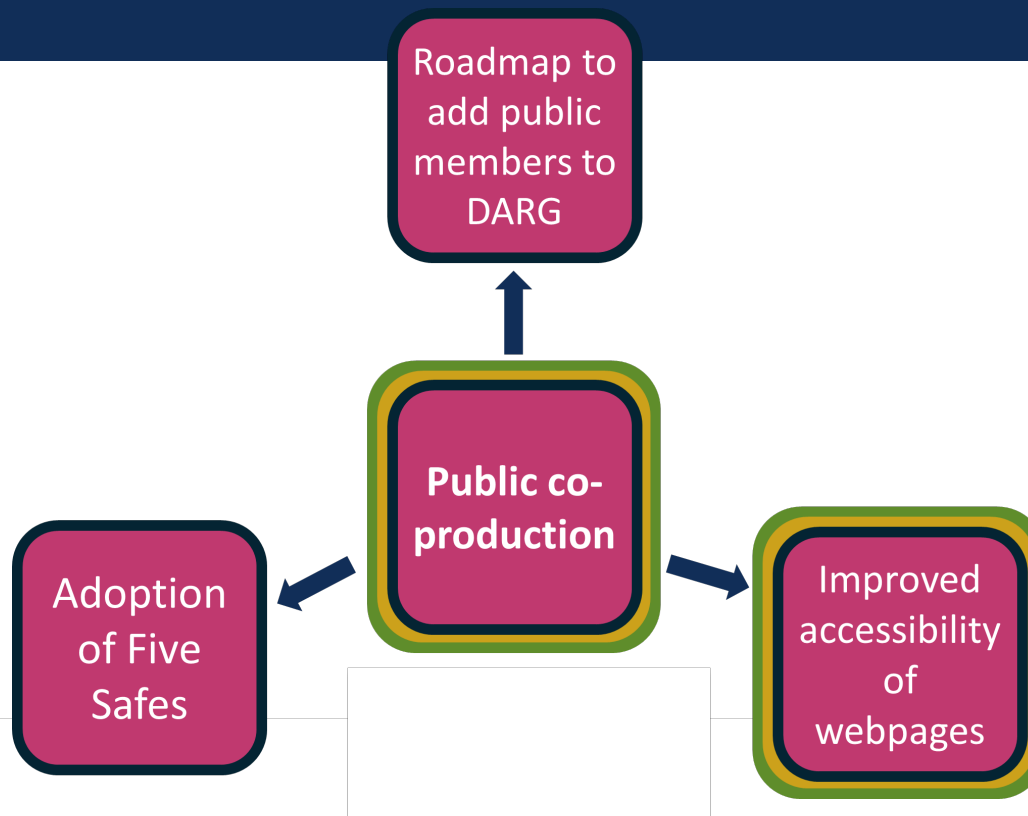 Roadmap to
add public
members to
DARG
Public co-
production
Adoption
of Five
Safes
Improved
accessibility
of
webpages